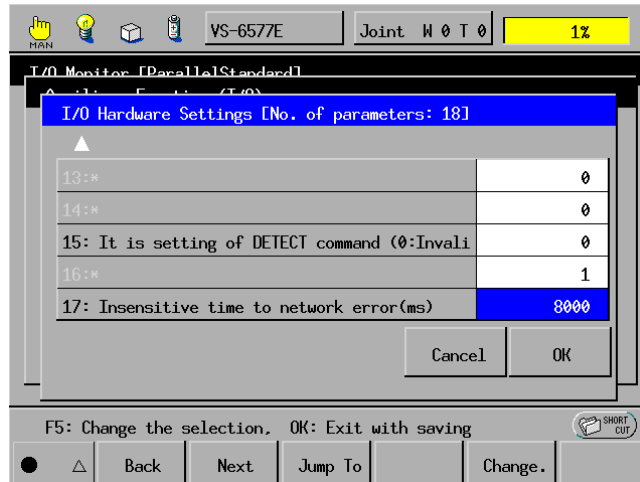 MAN
VS-6577E
Joint W 0 T 0
1%
I/O Monitor [ParallelStandard]
I/O Hardware Settings [No. of parameters: 18]
13:*
0
14:*
0
15: It is setting of DETECT command (0:Invali
0
16:*
1
17: Insensitive time to network error(ms)
8000
Cancel
OK
F5: Change the selection, OK: Exit with saving
SHORT
CUT
Back
Next
Jump To
Change.